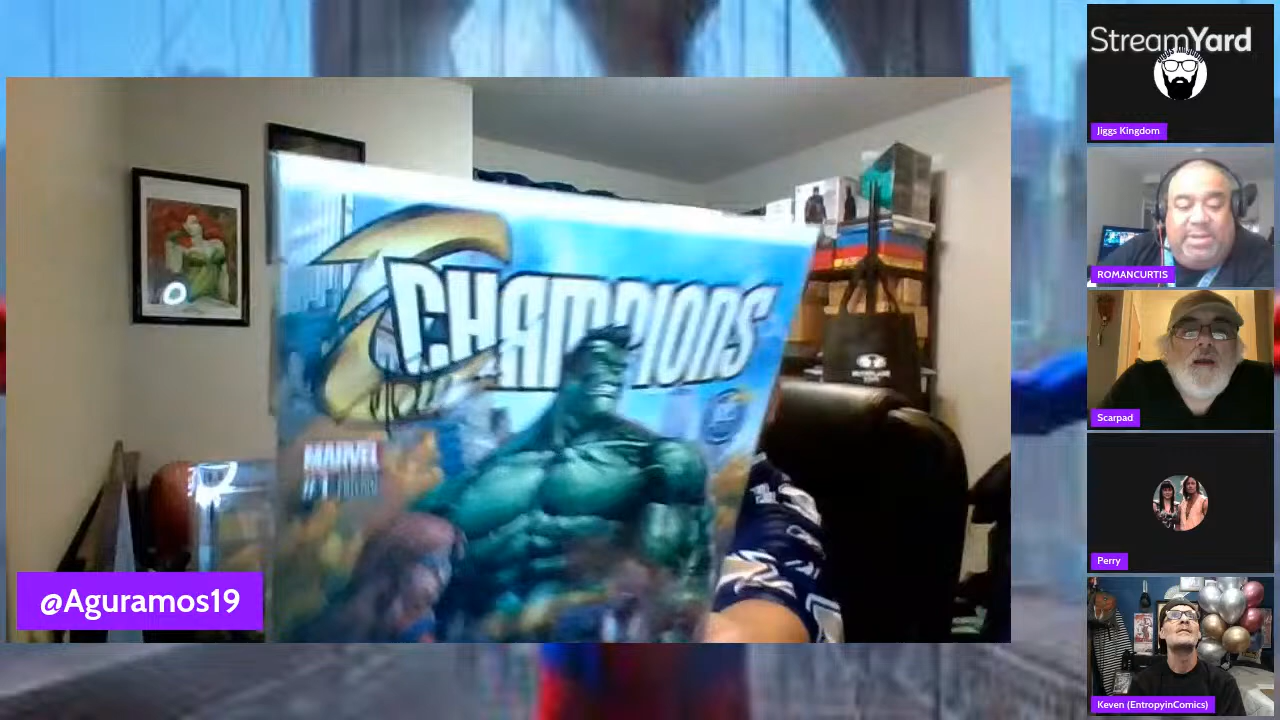 StreamYard
Jiggs Kingdom
ROMANCURTIS
Scarpad
Perry
Keven (EntropyinComics)
@Aguramos19
CHAMPIONS
MARVEL